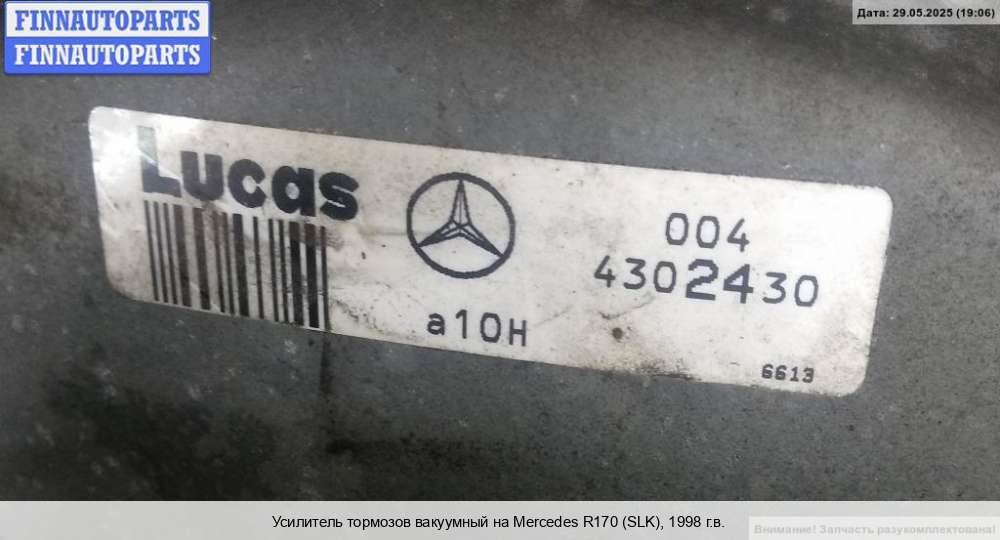 FINNAUTOPARTS
FINNAUTOPARTS
Дата: 29.05.2025 (19:06)
Lucas
004
4302430
a10H
6613
Усилитель тормозов вакуумный на Mercedes R170 (SLK), 1998 г.в.
Внимание! Запчасть разукомплектована!